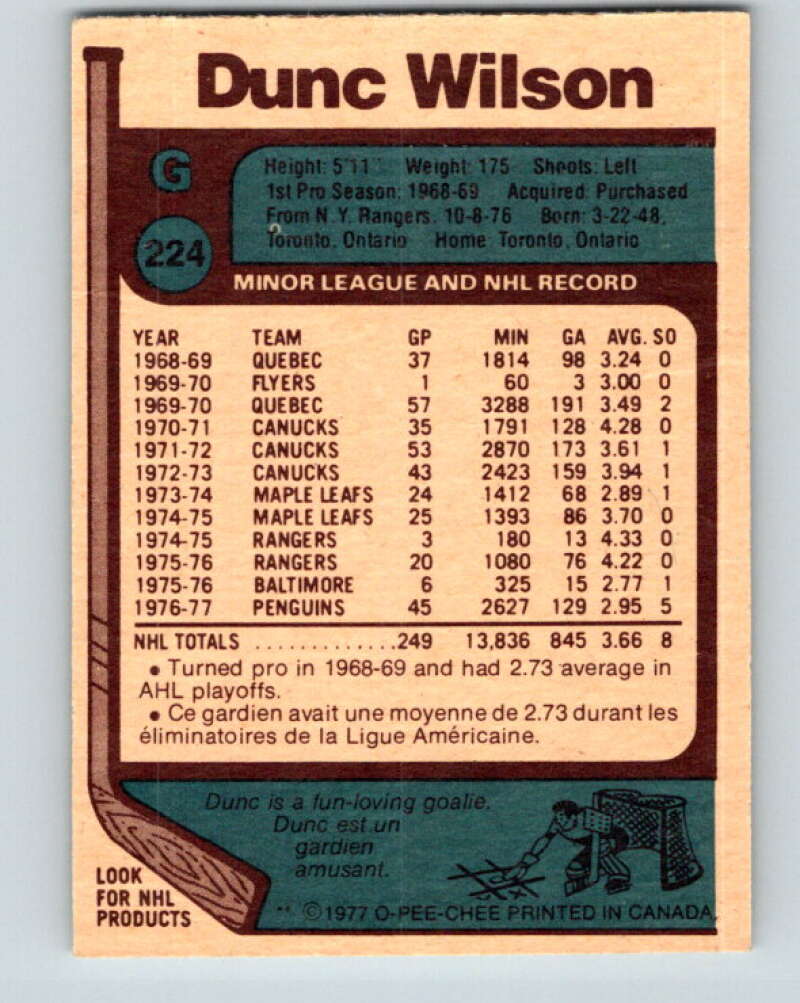 Dunc Wilson
G
224
Height: 5'11" Weight: 175 Shoots: Left
1st Pro Season: 1968-69 Acquired: Purchased
From N.Y. Rangers, 10-8-76 Born: 3-22-48,
Toronto, Ontario Home: Toronto, Ontario
MINOR LEAGUE AND NHL RECORD
YEAR TEAM GP MIN GA AVG. SO
1968-69 QUEBEC 37 1814 98 3.24 0
1969-70 FLYERS 1 60 3 3.00 0
1969-70 QUEBEC 57 3288 191 3.49 2
1970-71 CANUCKS 35 1791 128 4.28 0
1971-72 CANUCKS 53 2870 173 3.61 1
1972-73 CANUCKS 43 2423 159 3.94 1
1973-74 MAPLE LEAFS 24 1412 68 2.89 1
1974-75 MAPLE LEAFS 25 1393 86 3.70 0
1974-75 RANGERS 3 180 13 4.33 0
1975-76 RANGERS 20 1080 76 4.22 0
1975-76 BALTIMORE 6 325 15 2.77 1
1976-77 PENGUINS 45 2627 129 2.95 5
NHL TOTALS .............249 13,836 845 3.66 8
• Turned pro in 1968-69 and had 2.73 average in
AHL playoffs.
• Ce gardien avait une moyenne de 2.73 durant les
éliminatoires de la Ligue Américaine.
Dunc is a fun-loving goalie.
Dunc est un
gardien
amusant.
LOOK
FOR NHL
PRODUCTS
** ©1977 O-PEE-CHEE PRINTED IN CANADA